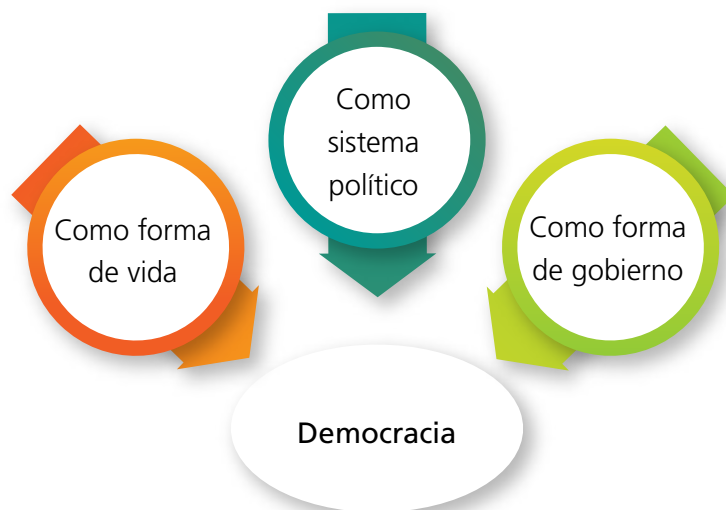 Como
sistema
político
Como forma
de vida
Como forma
de gobierno
Democracia